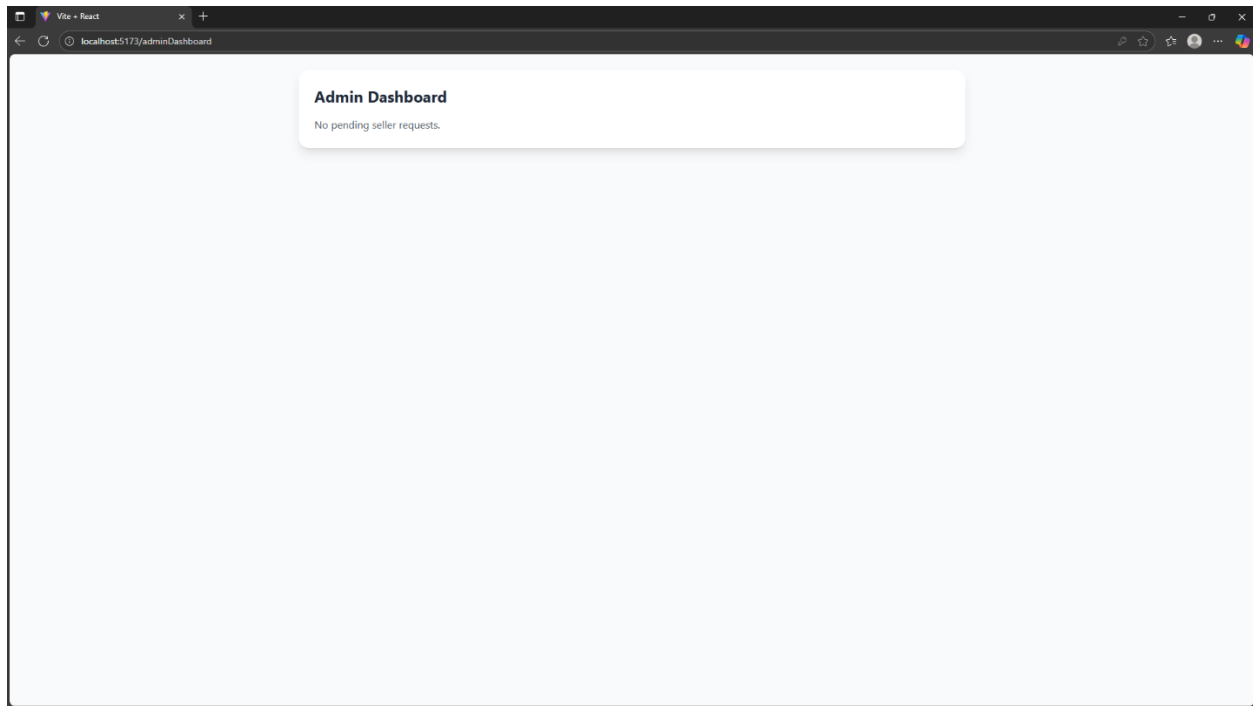 Vite + React
localhost:5173/adminDashboard
Admin Dashboard
No pending seller requests.